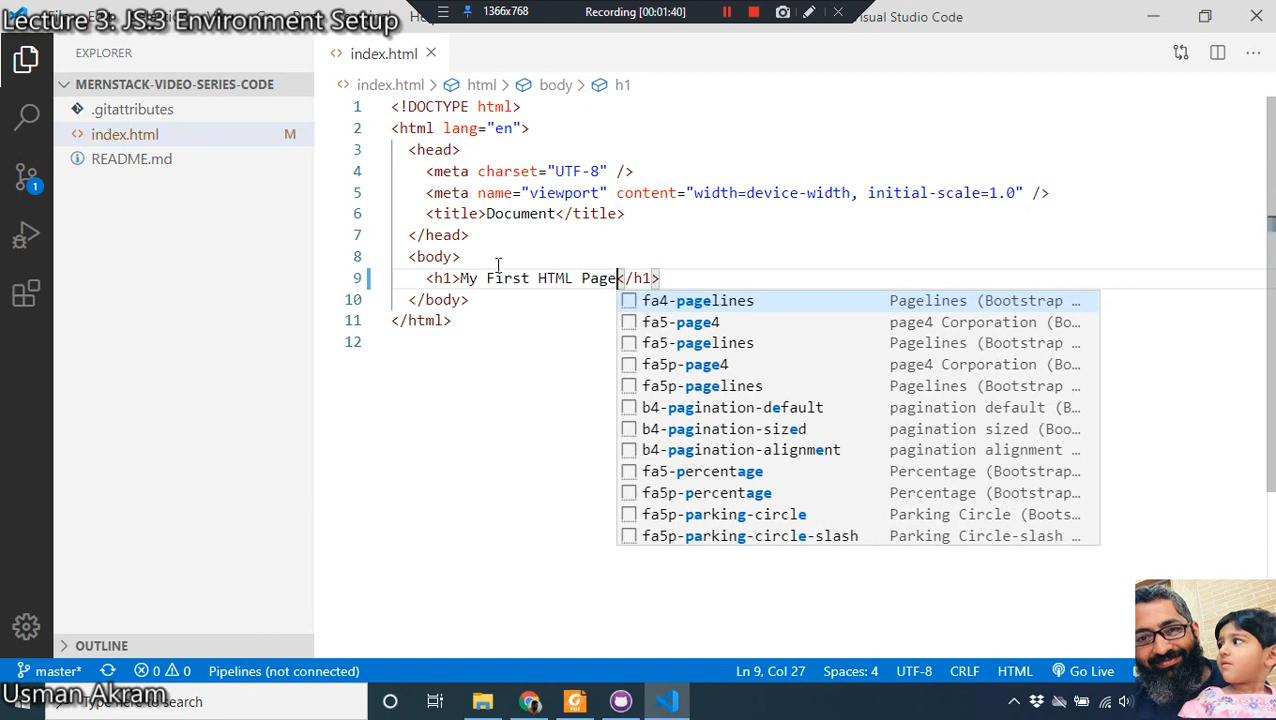 Lecture 3: JS:3 Environment Setup
1366x768
Recording [00:01:40]
Visual Studio Code
EXPLORER
index.html
MERNSTACK-VIDEO-SERIES-CODE
.gitattributes
index.html M
README.md
index.html > html > body > h1
1 <!DOCTYPE html>
2 <html lang="en">
3 <head>
4 <meta charset="UTF-8" />
5 <meta name="viewport" content="width=device-width, initial-scale=1.0" />
6 <title>Document</title>
7 </head>
8 <body>
9 <h1>My First HTML Page</h1>
10 </body>
11 </html>
12
fa4-pagelines Pagelines (Bootstrap …
fa5-page4 page4 Corporation (Bo…
fa5-pagelines Pagelines (Bootstrap …
fa5p-page4 page4 Corporation (Bo…
fa5p-pagelines Pagelines (Bootstrap …
b4-pagination-default pagination default (B…
b4-pagination-sized pagination sized (Boo…
b4-pagination-alignment pagination alignment …
fa5-percentage Percentage (Bootstrap…
fa5p-percentage Percentage (Bootstrap…
fa5p-parking-circle Parking Circle (Boots…
fa5p-parking-circle-slash Parking Circle-slash …
1
OUTLINE
master* 0 0 Pipelines (not connected) Ln 9, Col 27 Spaces: 4 UTF-8 CRLF HTML Go Live
Usman Akram
Type here to search